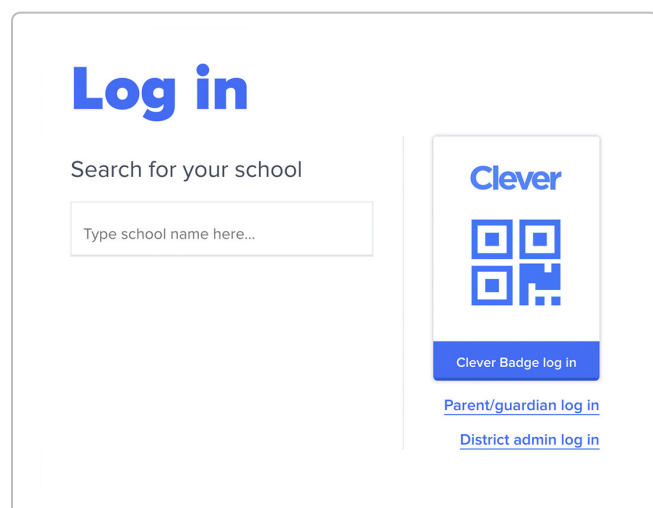 Log in
Search for your school
Type school name here...
Clever
Clever Badge log in
Parent/guardian log in
District admin log in